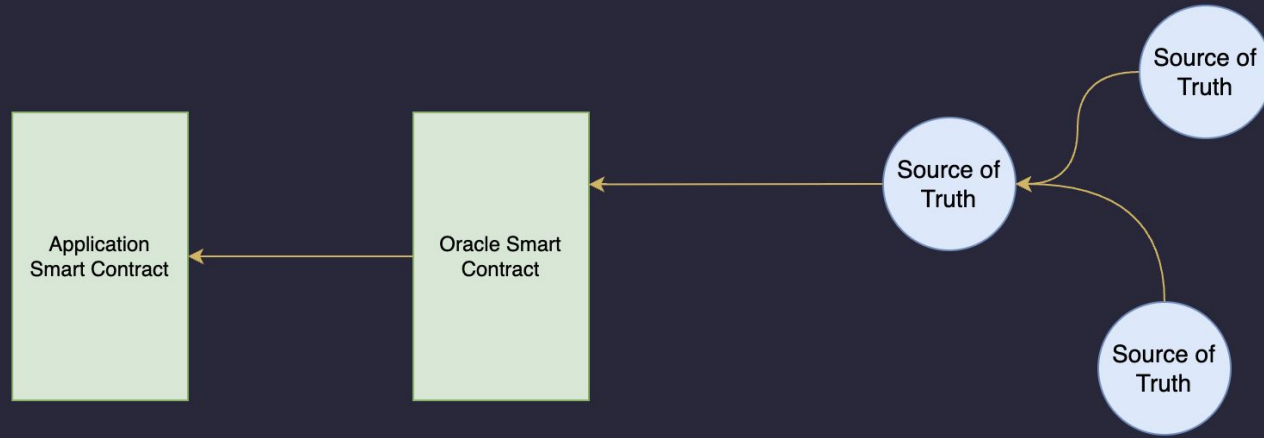 Application
Smart Contract
Oracle Smart
Contract
Source of
Truth
Source of
Truth
Source of
Truth